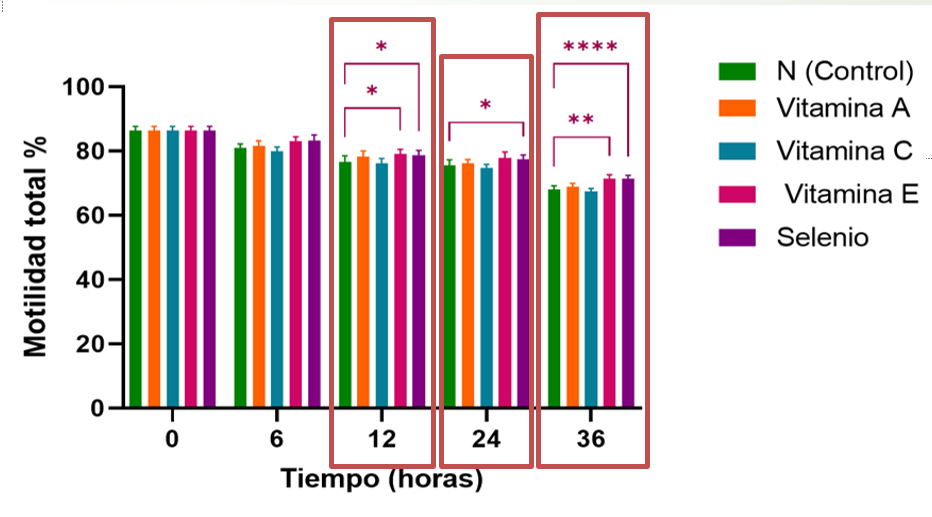 Motilidad total %
100
80
60
40
20
0
*
*
*
****
**
0 6 12 24 36
Tiempo (horas)
N (Control)
Vitamina A
Vitamina C
Vitamina E
Selenio